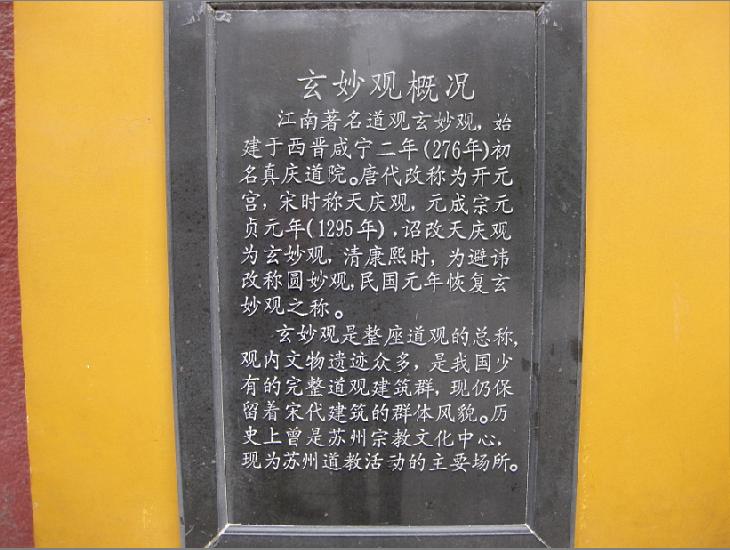 玄妙观概况
江南著名道观玄妙观，始
建于西晋咸宁二年(276年)初
名真庆道院。唐代改称为开元
宫，宋时称天庆观，元成宗元
贞元年(1295年)，诏改天庆观
为玄妙观，清康熙时，为避讳
改称圆妙观，民国元年恢复玄
妙观之称。
玄妙观是整座道观的总称，
观内文物遗迹众多，是我国少
有的完整道观建筑群，现仍保
留着宋代建筑的群体风貌。历
史上曾是苏州宗教文化中心，
现为苏州道教活动的主要场所。